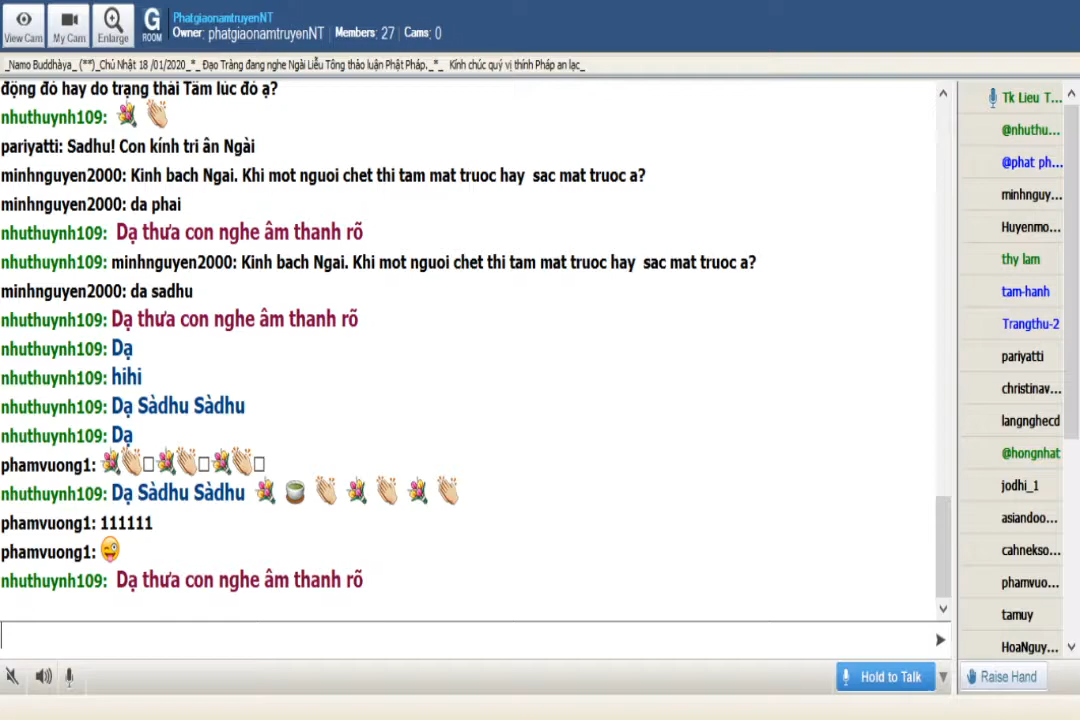 PhatgiaonamtruyenNT
Owner: phatgiaonamtruyenNT Members: 27 Cams: 0
View Cam My Cam Enlarge G ROOM
_Namo Buddhàya_ (**)_Chủ Nhật 18 /01/2020_*_ Đạo Tràng đang nghe Ngài Liễu Tông thảo luận Phật Pháp._*_ Kính chúc quý vị thính Pháp an lạc_
động đó hay do trạng thái Tâm lúc đó ạ?
nhuthuynh109:
pariyatti: Sadhu! Con kính tri ân Ngài
minhnguyen2000: Kinh bach Ngai. Khi mot nguoi chet thi tam mat truoc hay sac mat truoc a?
minhnguyen2000: da phai
nhuthuynh109: Dạ thưa con nghe âm thanh rõ
nhuthuynh109: minhnguyen2000: Kinh bach Ngai. Khi mot nguoi chet thi tam mat truoc hay sac mat truoc a?
minhnguyen2000: da sadhu
nhuthuynh109: Dạ thưa con nghe âm thanh rõ
nhuthuynh109: Dạ
nhuthuynh109: hihi
nhuthuynh109: Dạ Sàdhu Sàdhu
nhuthuynh109: Dạ
phamvuong1:
nhuthuynh109: Dạ Sàdhu Sàdhu
phamvuong1: 111111
phamvuong1:
nhuthuynh109: Dạ thưa con nghe âm thanh rõ
Tk Lieu T...
@nhuthu...
@phat ph...
minhnguy...
Huyenmo...
thy lam
tam-hanh
Trangthu-2
pariyatti
christinav...
langnghecd
@hongnhat
jodhi_1
asiandoo...
cahnekso...
phamvuo...
tamuy
HoaNguy...
Hold to Talk
Raise Hand